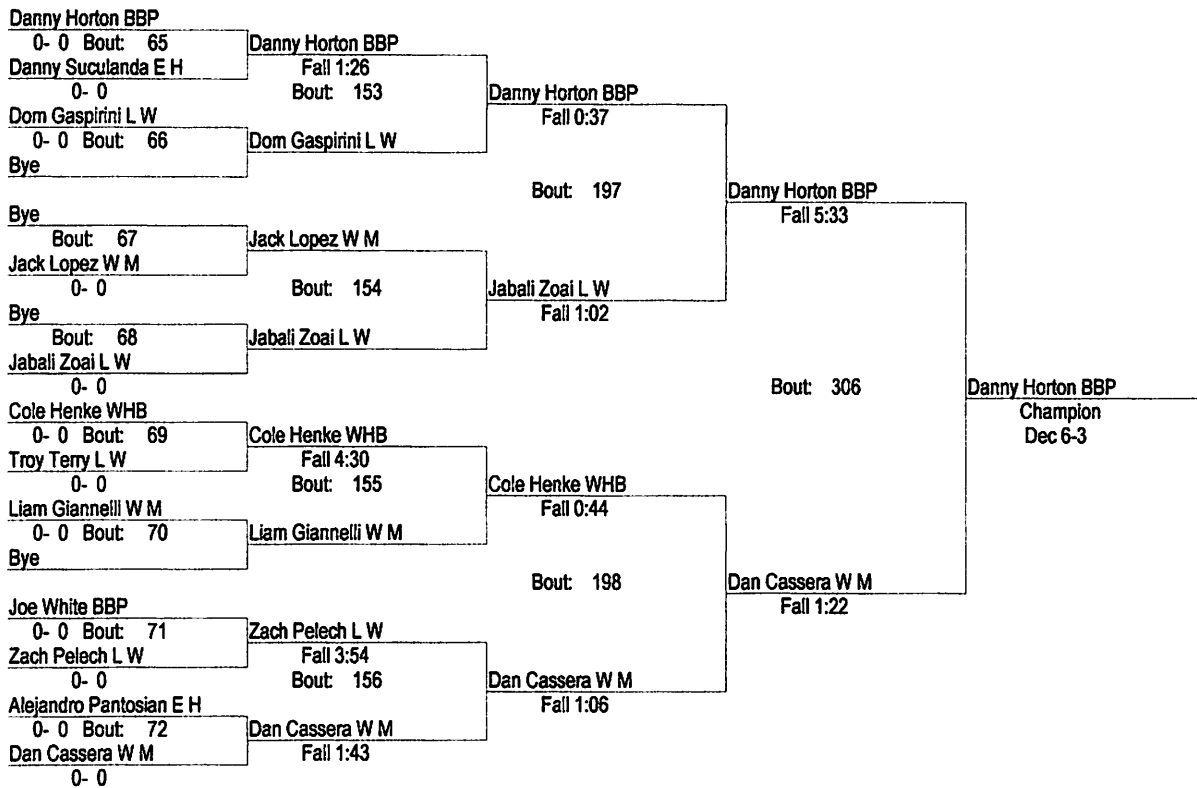 Danny Horton BBP
0- 0 Bout: 65
Danny Suculanda E H
0- 0
Dom Gaspirini L W
0- 0 Bout: 66
Bye
Bye
Bout: 67
Jack Lopez W M
0- 0
Bye
Bout: 68
Jabali Zoai L W
0- 0
Cole Henke WHB
0- 0 Bout: 69
Troy Terry L W
0- 0
Liam Giannelli W M
0- 0 Bout: 70
Bye
Joe White BBP
0- 0 Bout: 71
Zach Pelech L W
0- 0
Alejandro Pantosian E H
0- 0 Bout: 72
Dan Cassera W M
0- 0
Danny Horton BBP
Fall 1:26
Bout: 153
Dom Gaspirini L W
Jack Lopez W M
Bout: 154
Jabali Zoai L W
Cole Henke WHB
Fall 4:30
Bout: 155
Liam Giannelli W M
Zach Pelech L W
Fall 3:54
Bout: 156
Dan Cassera W M
Fall 1:43
Danny Horton BBP
Fall 0:37
Bout: 197
Jabali Zoai L W
Fall 1:02
Cole Henke WHB
Fall 0:44
Bout: 198
Dan Cassera W M
Fall 1:06
Danny Horton BBP
Fall 5:33
Bout: 306
Dan Cassera W M
Fall 1:22
Danny Horton BBP
Champion
Dec 6-3